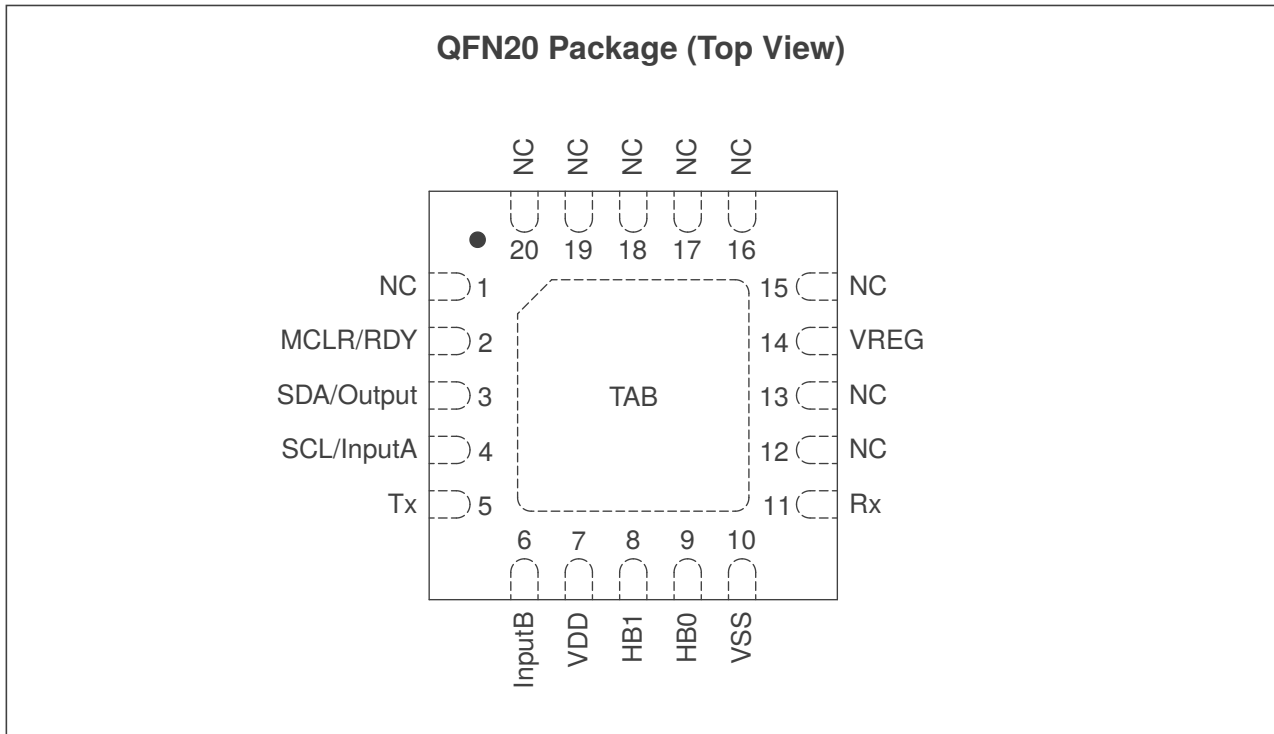 QFN20 Package (Top View)
NC NC NC NC NC
20 19 18 17 16
NC 1 15 NC
MCLR/RDY 2 14 VREG
SDA/Output 3 TAB 13 NC
SCL/InputA 4 12 NC
Tx 5 11 Rx
6 7 8 9 10
InputB VDD HB1 HB0 VSS